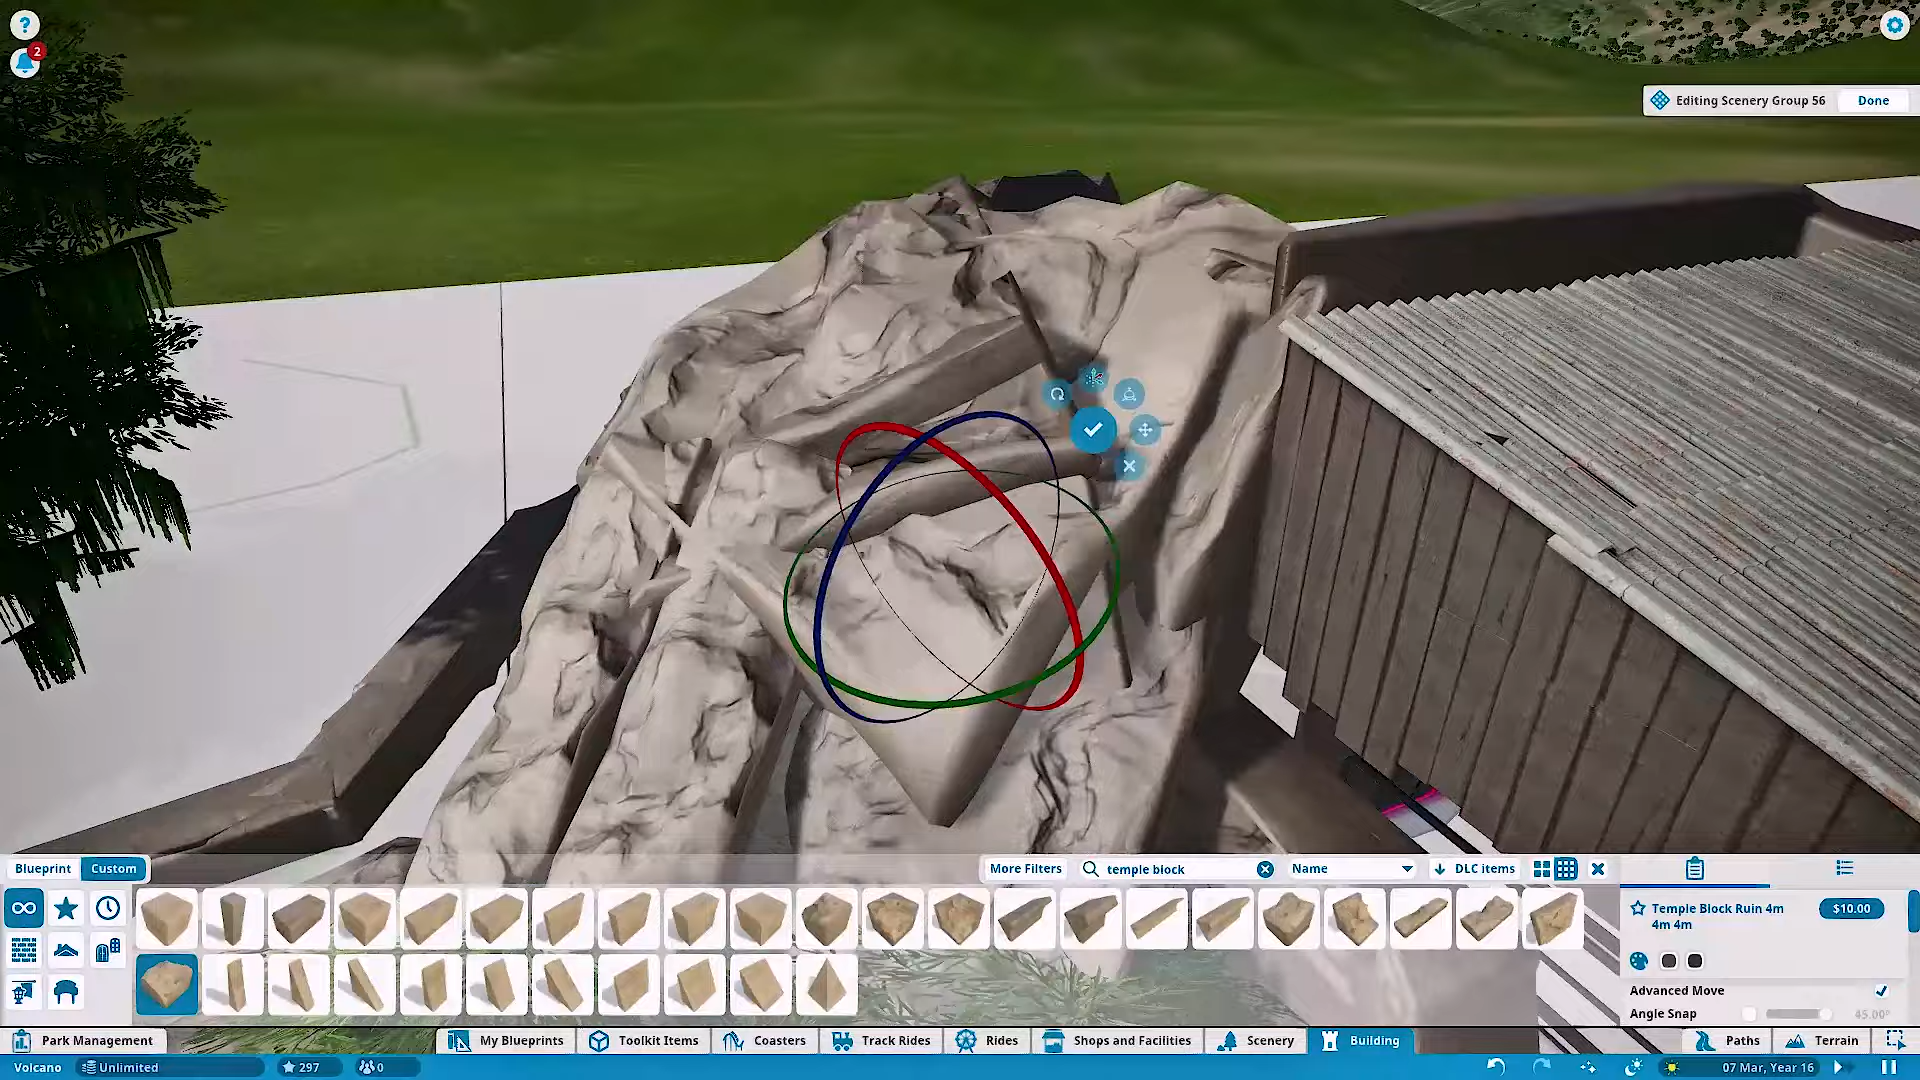 ?
2
Editing Scenery Group 56
Done
Blueprint
Custom
More Filters
temple block
Name
DLC items
Temple Block Ruin 4m
4m 4m
$10.00
Advanced Move
Angle Snap
45.00°
Park Management
My Blueprints
Toolkit Items
Coasters
Track Rides
Rides
Shops and Facilities
Scenery
Building
Paths
Terrain
Volcano
Unlimited
297
0
07 Mar, Year 16